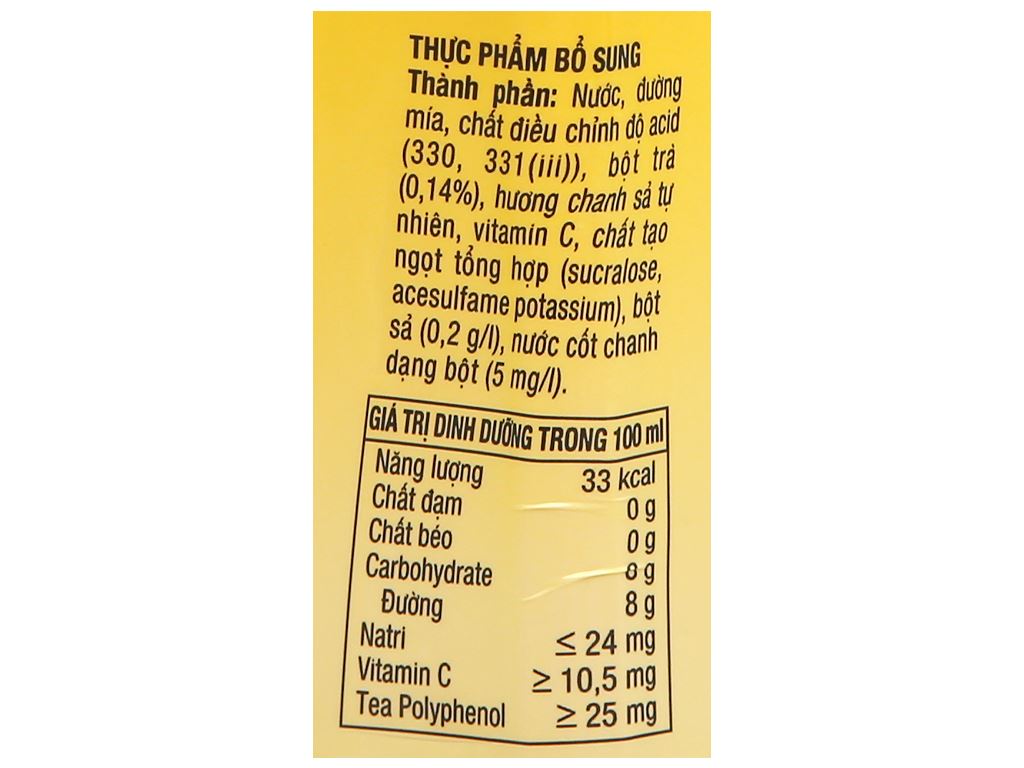 THỰC PHẨM BỔ SUNG
Thành phần: Nước, đường
mía, chất điều chỉnh độ acid
(330, 331(iii)), bột trà
(0,14%), hương chanh sả tự
nhiên, vitamin C, chất tạo
ngọt tổng hợp (sucralose,
acesulfame potassium), bột
sả (0,2 g/l), nước cốt chanh
dạng bột (5 mg/l).
GIÁ TRỊ DINH DƯỠNG TRONG 100 ml
Năng lượng 33 kcal
Chất đạm 0 g
Chất béo 0 g
Carbohydrate 8 g
Đường 8 g
Natri ≤ 24 mg
Vitamin C ≥ 10,5 mg
Tea Polyphenol ≥ 25 mg